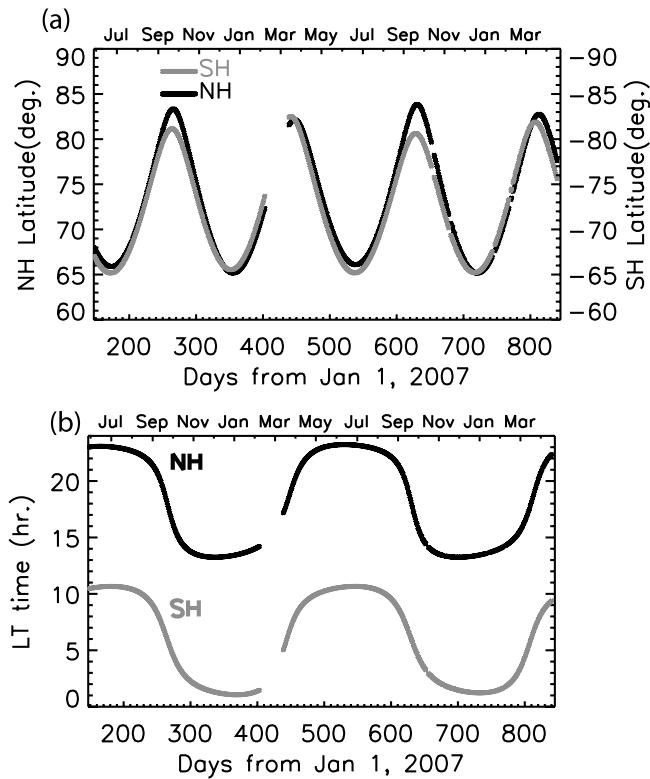 (a)
Jul Sep Nov Jan Mar May Jul Sep Nov Jan Mar
90 −90
SH
NH
85 −85
80 −80
75 −75
70 −70
65 −65
60 −60
NH Latitude(deg.)
SH Latitude(deg.)
200 300 400 500 600 700 800
Days from Jan 1, 2007
(b)
Jul Sep Nov Jan Mar May Jul Sep Nov Jan Mar
NH
20
15
10
SH
5
0
LT time (hr.)
200 300 400 500 600 700 800
Days from Jan 1, 2007